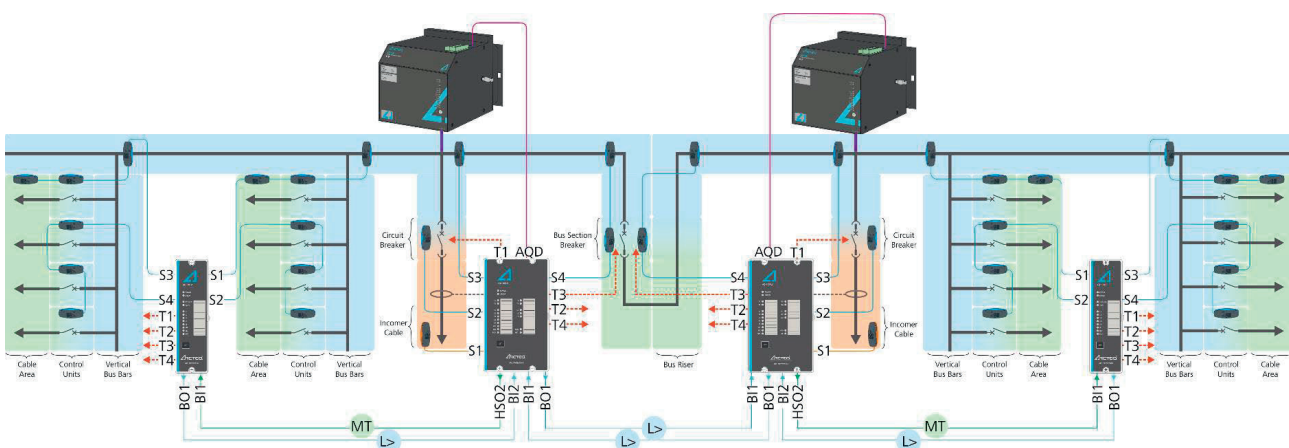 Circuit Breaker
Bus Section Breaker
Circuit Breaker
T1 AQD
AQD T1
S3 S1
S4 S2
T1
T2
T3
T4
S3 S4
T3
S2 T2
T4
S1
Incomer Cable
S4 S3
T3
T2 S2
T4
S1
Incomer Cable
S1 S3
S2 S4
T1
T2
T3
T4
Cable Area
Control Units
Vertical Bus Bars
Cable Area
Control Units
Vertical Bus Bars
Bus Riser
Vertical Bus Bars
Control Units
Cable Area
Vertical Bus Bars
Control Units
Cable Area
BO1
BI1
HSO2
BI2
BI1
BO1
BI1
BO1
BI2
HSO2
BI1
BO1
MT
L>
L>
L>
MT
L>
ARCTEQ
ARCTEQ